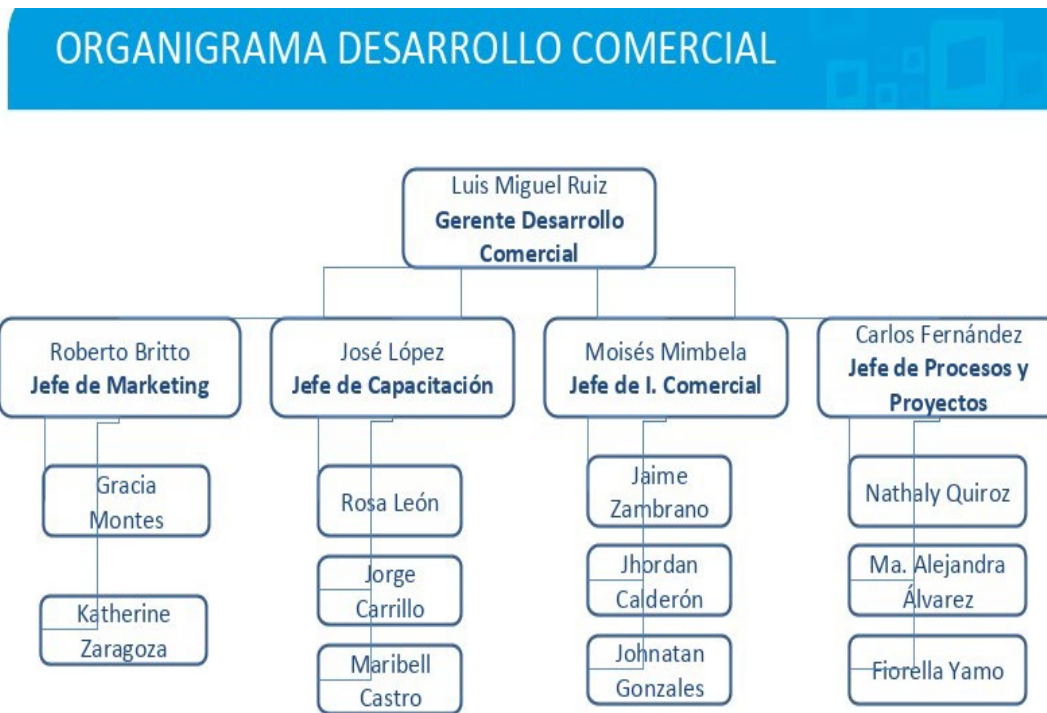 ORGANIGRAMA DESARROLLO COMERCIAL
Luis Miguel Ruiz
Gerente Desarrollo
Comercial
Roberto Britto
Jefe de Marketing
José López
Jefe de Capacitación
Moisés Mimbela
Jefe de I. Comercial
Carlos Fernández
Jefe de Procesos y
Proyectos
Gracia
Montes
Katherine
Zaragoza
Rosa León
Jorge
Carrillo
Maribell
Castro
Jaime
Zambrano
Jhordan
Calderón
Johnatan
Gonzales
Nathaly Quiroz
Ma. Alejandra
Álvarez
Fiorella Yamo